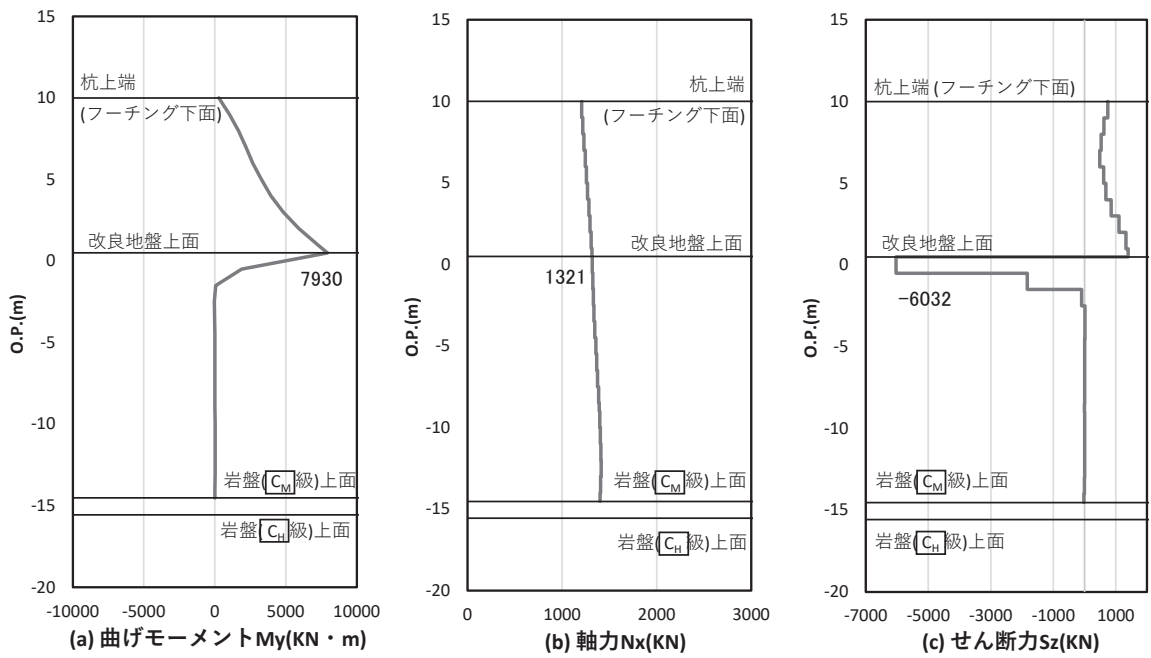 15
10
5
0
-5
-10
-15
-20
O.P.(m)
杭上端
(フーチング下面)
改良地盤上面
7930
岩盤(CM級)上面
岩盤(CH級)上面
-10000 -5000 0 5000 10000
(a) 曲げモーメントMy(KN・m)
15
10
5
0
-5
-10
-15
-20
O.P.(m)
杭上端
(フーチング下面)
改良地盤上面
1321
岩盤(CM級)上面
岩盤(CH級)上面
0 1000 2000 3000
(b) 軸力Nx(KN)
15
10
5
0
-5
-10
-15
-20
O.P.(m)
杭上端 (フーチング下面)
改良地盤上面
-6032
岩盤(CM級)上面
岩盤(CH級)上面
-7000 -5000 -3000 -1000 1000
(c) せん断力Sz(KN)